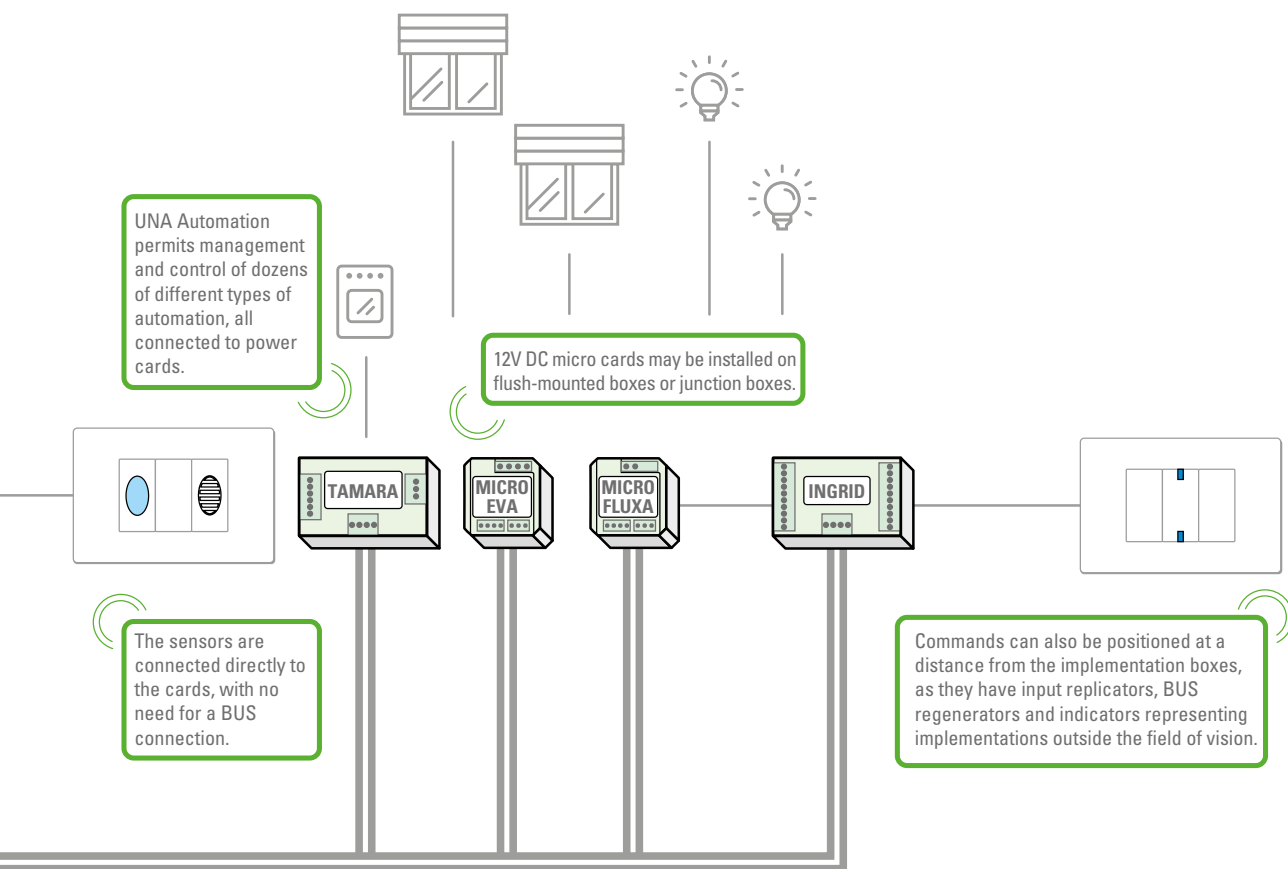 UNA Automation
permits management
and control of dozens
of different types of
automation, all
connected to power
cards.
12V DC micro cards may be installed on
flush-mounted boxes or junction boxes.
TAMARA
MICRO
EVA
MICRO
FLUXA
INGRID
The sensors are
connected directly to
the cards, with no
need for a BUS
connection.
Commands can also be positioned at a
distance from the implementation boxes,
as they have input replicators, BUS
regenerators and indicators representing
implementations outside the field of vision.